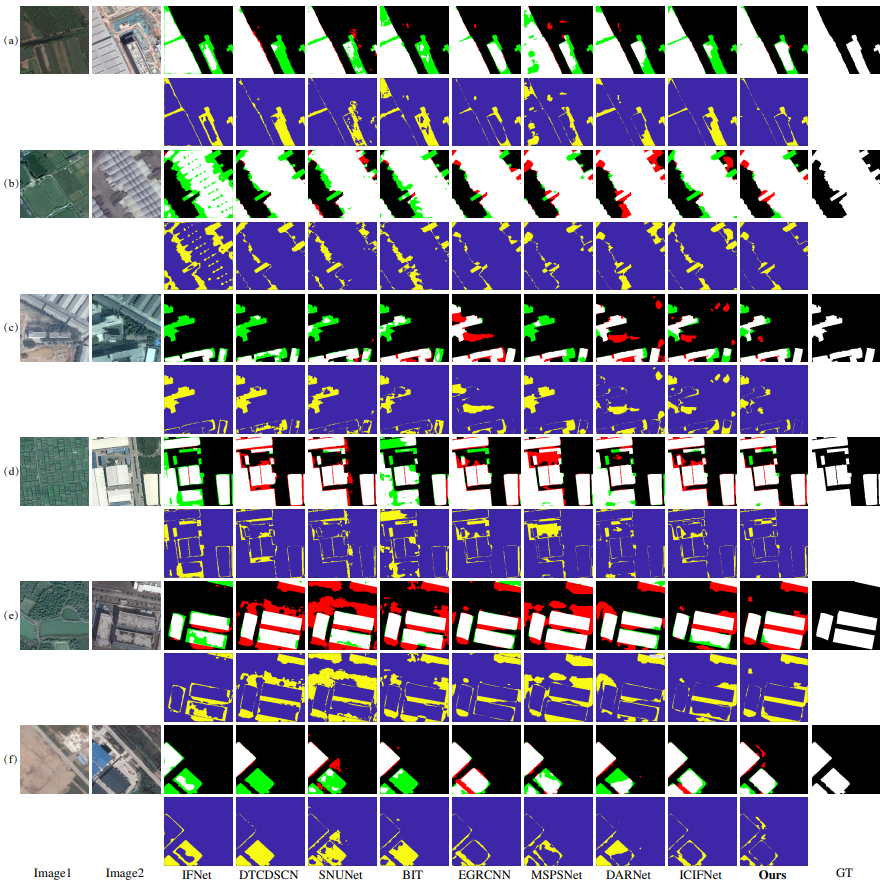 (a)
(b)
(c)
(d)
(e)
(f)
Image1 Image2 IFNet DTCDSCN SNUNet BIT EGRCNN MSPSNet DARNet ICIFNet Ours GT